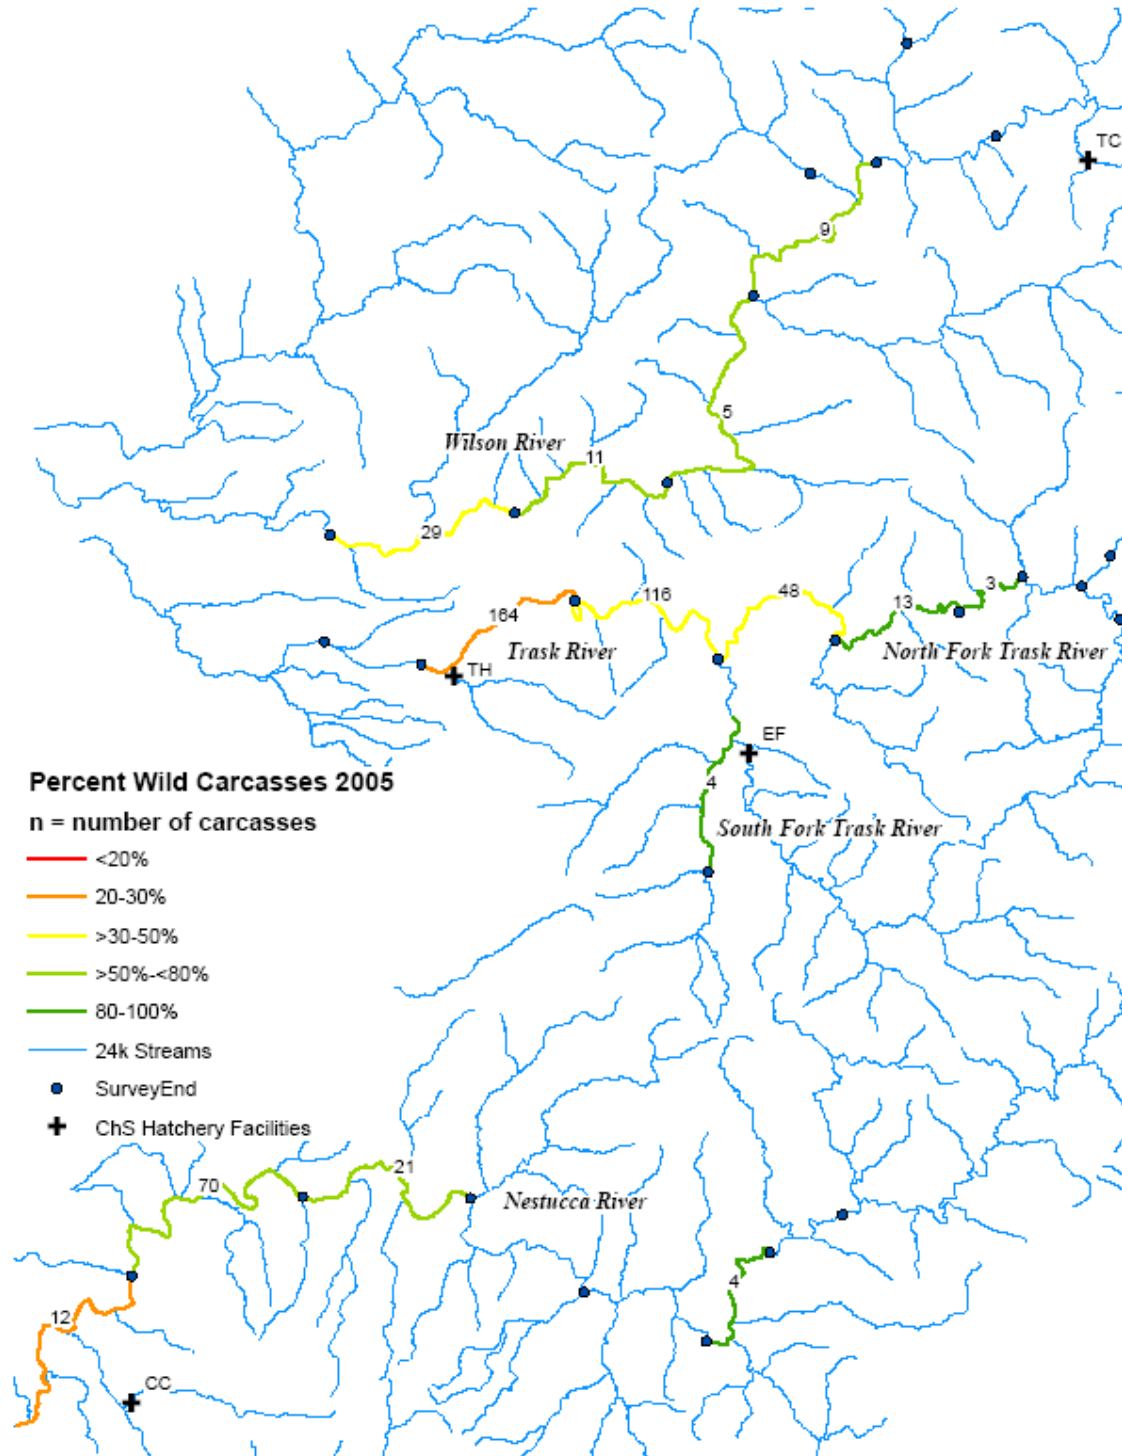 TC
9
5
Wilson River
11
29
116
48
3
13
164
Trask River
North Fork Trask River
TH
EF
4
South Fork Trask River
Percent Wild Carcasses 2005
n = number of carcasses
<20%
20-30%
>30-50%
>50%-<80%
80-100%
24k Streams
SurveyEnd
ChS Hatchery Facilities
21
70
Nestucca River
4
12
CC